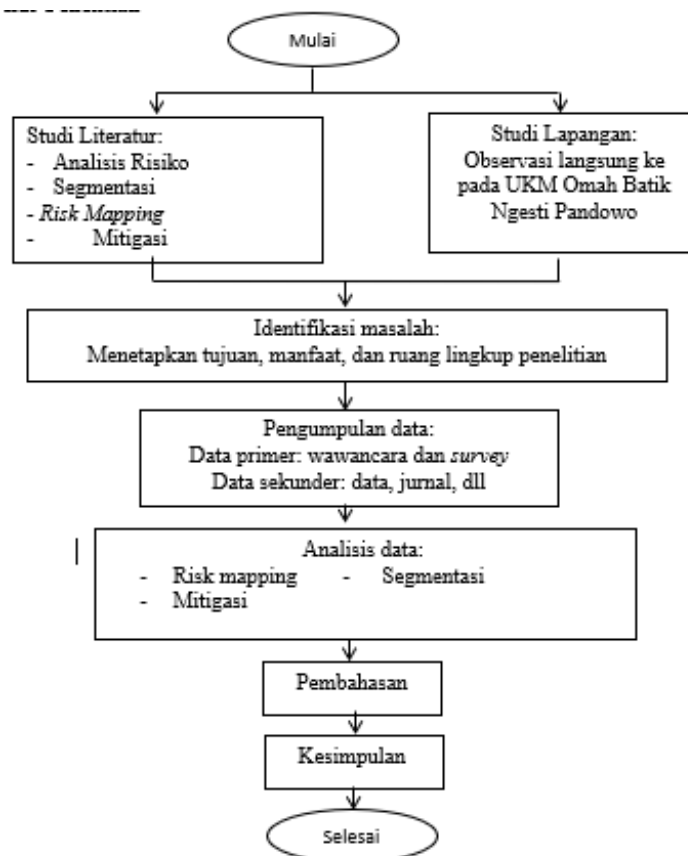 Mulai
Studi Literatur:
- Analisis Risiko
- Segmentasi
- Risk Mapping
- Mitigasi
Studi Lapangan:
Observasi langsung ke
pada UKM Omah Batik
Ngesti Pandowo
Identifikasi masalah:
Menetapkan tujuan, manfaat, dan ruang lingkup penelitian
Pengumpulan data:
Data primer: wawancara dan survey
Data sekunder: data, jurnal, dll
Analisis data:
- Risk mapping - Segmentasi
- Mitigasi
Pembahasan
Kesimpulan
Selesai